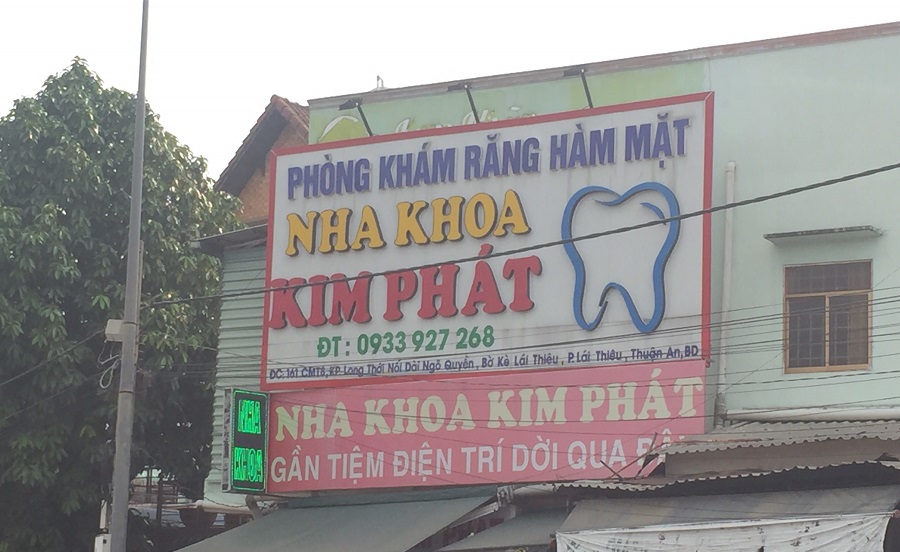 PHÒNG KHÁM RĂNG HÀM MẶT
NHA KHOA
KIM PHÁT
ĐT : 0933 927 268
ĐC: 161 CMT8, KP Long Thới Nối Dài Ngô Quyền, Bờ Kè Lái Thiêu, P. Lái Thiêu, Thuận An, BD
NHA KHOA KIM PHÁT
GẦN TIỆM ĐIỆN TRÍ DỜI QUA
NHA
KHOA